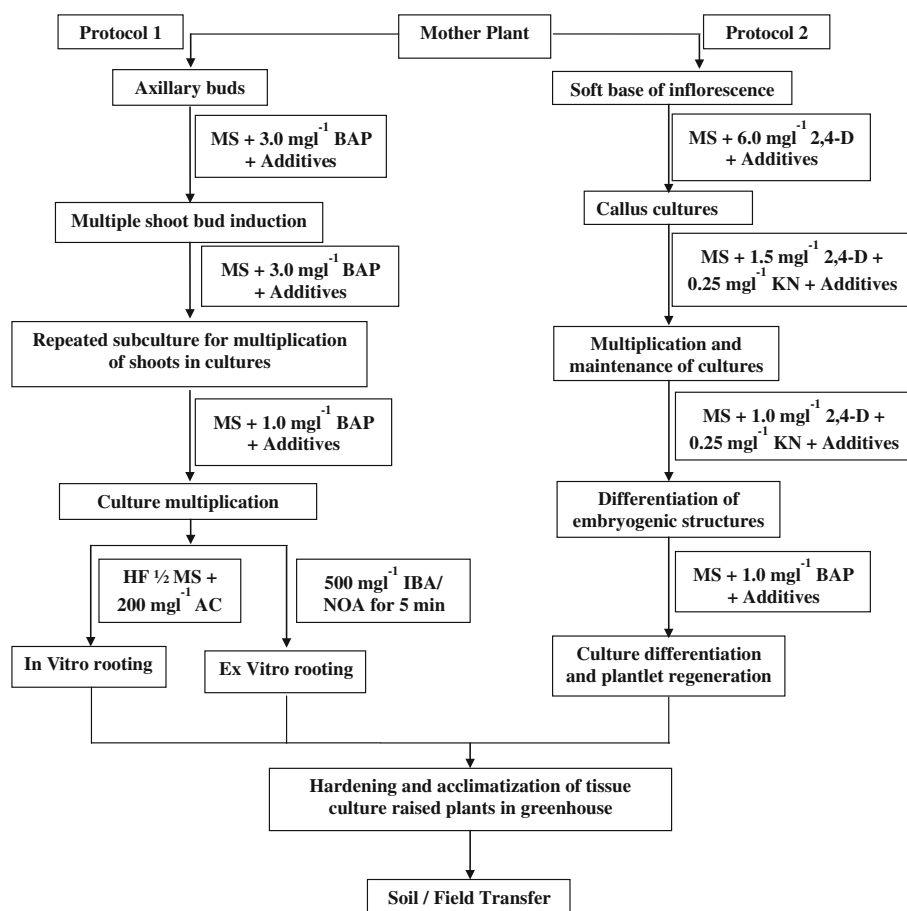 Protocol 1
Mother Plant
Protocol 2
Axillary buds
MS + 3.0 mgl⁻¹ BAP
+ Additives
Multiple shoot bud induction
MS + 3.0 mgl⁻¹ BAP
+ Additives
Repeated subculture for multiplication
of shoots in cultures
MS + 1.0 mgl⁻¹ BAP
+ Additives
Culture multiplication
HF ½ MS +
200 mgl⁻¹ AC
500 mgl⁻¹ IBA/
NOA for 5 min
In Vitro rooting
Ex Vitro rooting
Soft base of inflorescence
MS + 6.0 mgl⁻¹ 2,4-D
+ Additives
Callus cultures
MS + 1.5 mgl⁻¹ 2,4-D +
0.25 mgl⁻¹ KN + Additives
Multiplication and
maintenance of cultures
MS + 1.0 mgl⁻¹ 2,4-D +
0.25 mgl⁻¹ KN + Additives
Differentiation of
embryogenic structures
MS + 1.0 mgl⁻¹ BAP
+ Additives
Culture differentiation
and plantlet regeneration
Hardening and acclimatization of tissue
culture raised plants in greenhouse
Soil / Field Transfer